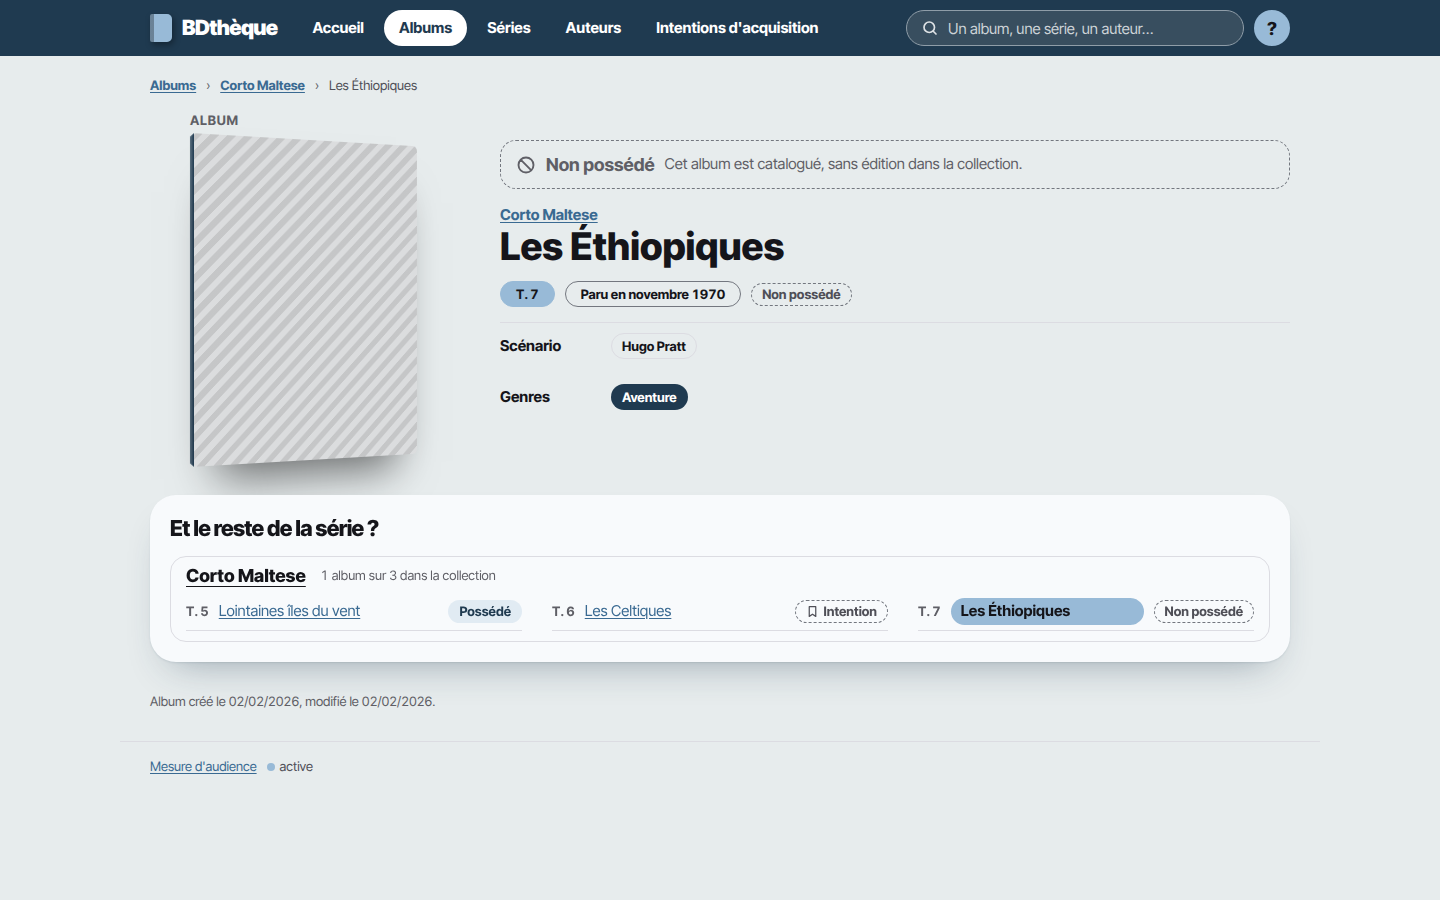 BDthèque Accueil Albums Séries Auteurs Intentions d'acquisition Un album, une série, un auteur... ?
Albums › Corto Maltese › Les Éthiopiques
ALBUM
Non possédé Cet album est catalogué, sans édition dans la collection.
Corto Maltese
Les Éthiopiques
T. 7 Paru en novembre 1970 Non possédé
Scénario Hugo Pratt
Genres Aventure
Et le reste de la série ?
Corto Maltese 1 album sur 3 dans la collection
T. 5 Lointaines îles du vent Possédé T. 6 Les Celtiques Intention T. 7 Les Éthiopiques Non possédé
Album créé le 02/02/2026, modifié le 02/02/2026.
Mesure d'audience active